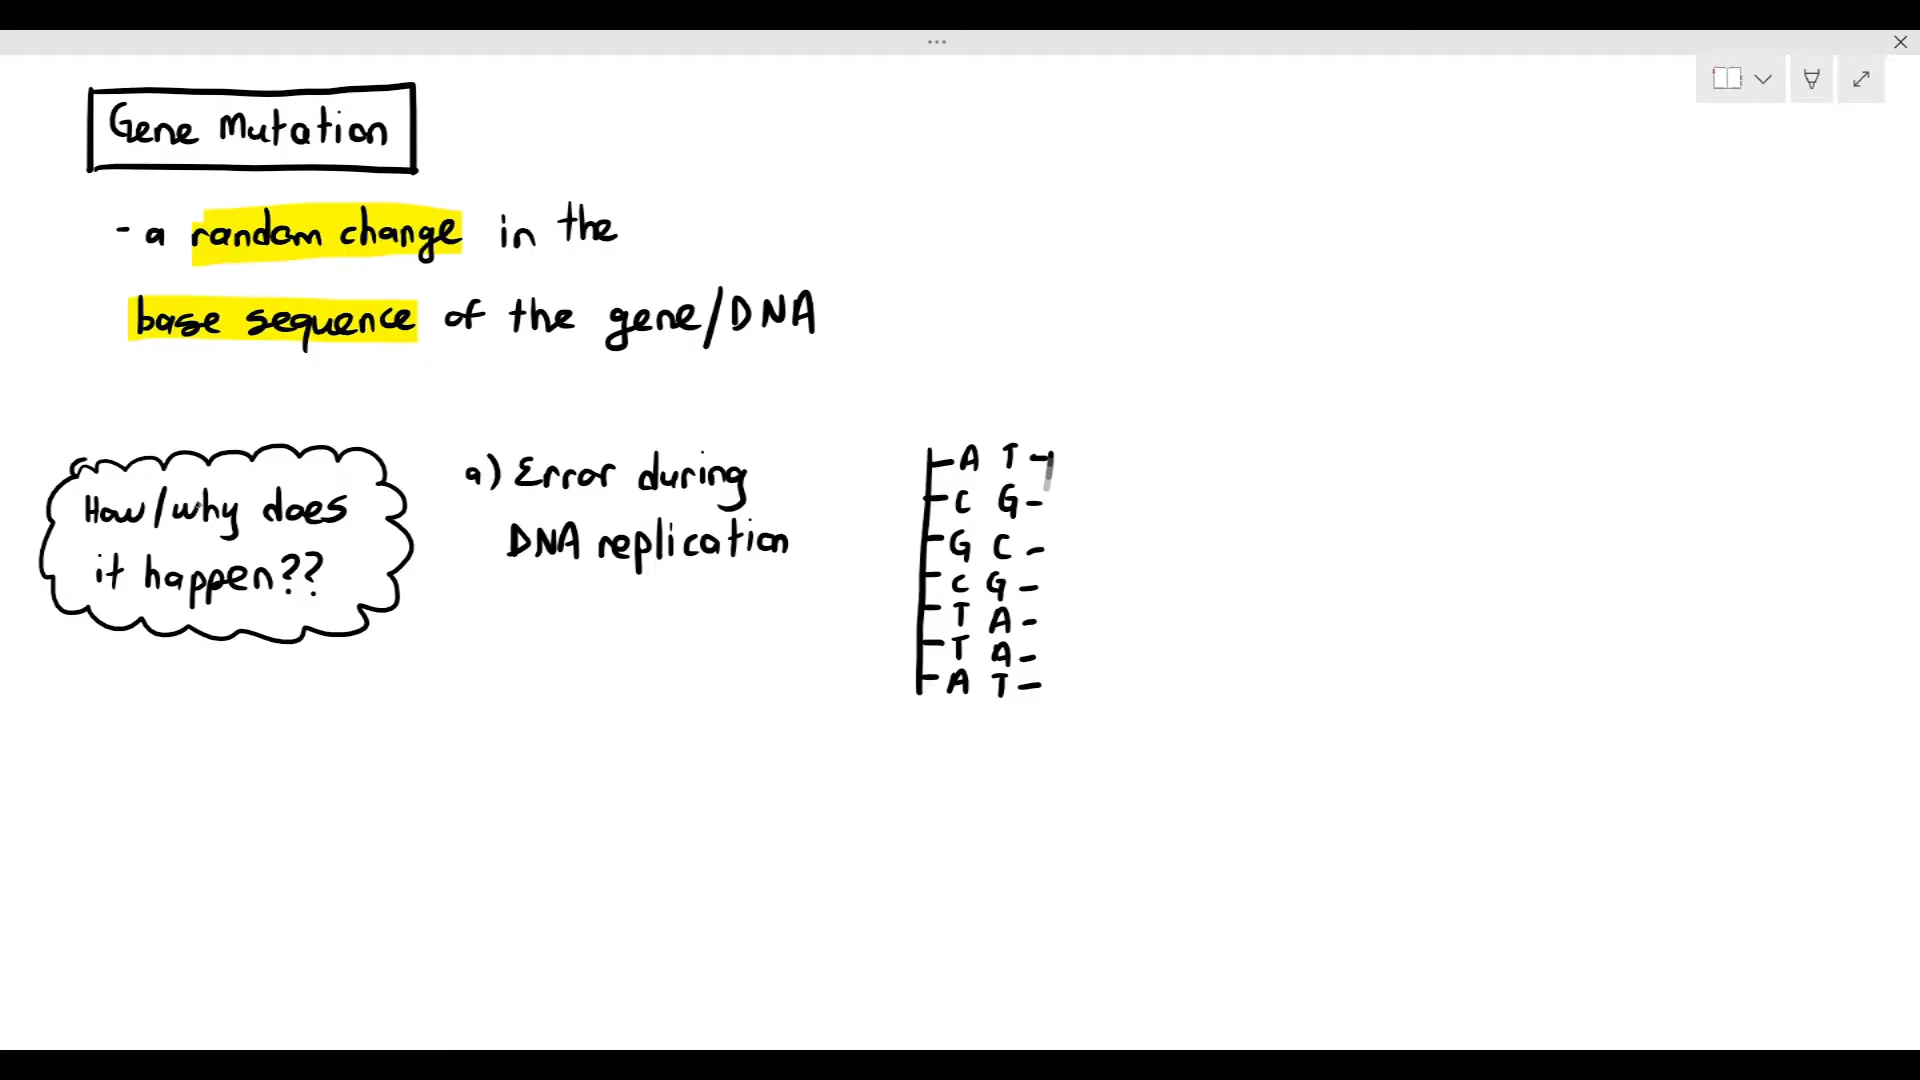 Gene Mutation
- a random change in the
base sequence of the gene/DNA
How/why does
it happen??
a) Error during
DNA replication
A T
C G
G C
C G
T A
T A
A T